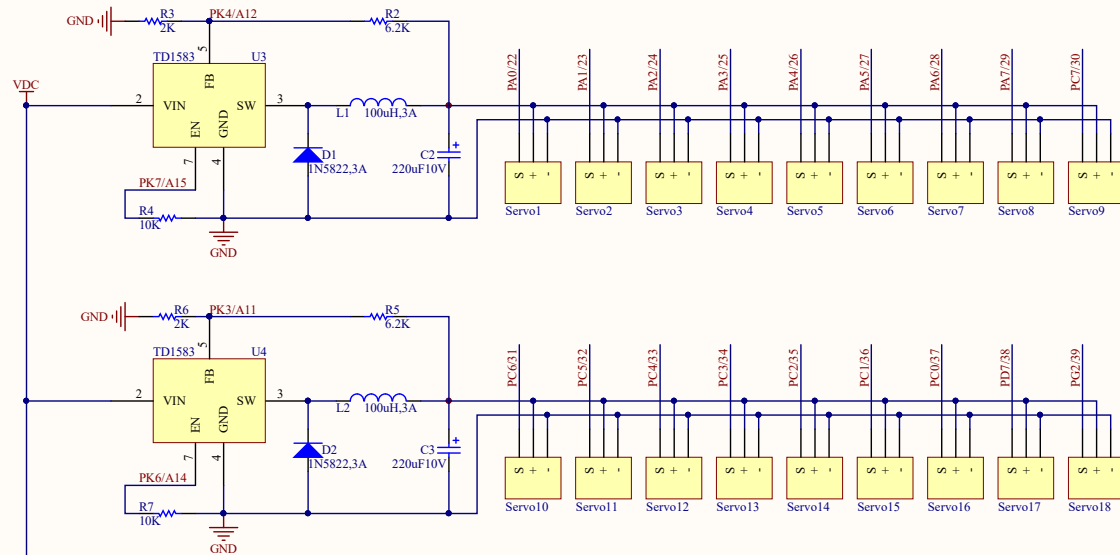 GND
R3
2K
PK4/A12
R2
6.2K
TD1583
U3
5
FB
VDC
2
VIN
SW
3
EN
GND
7
4
L1
100uH,3A
D1
1N5822,3A
C2
+
220uF10V
PK7/A15
R4
10K
GND
PA0/22
PA1/23
PA2/24
PA3/25
PA4/26
PA5/27
PA6/28
PA7/29
PC7/30
S + -
S + -
S + -
S + -
S + -
S + -
S + -
S + -
S + -
Servo1
Servo2
Servo3
Servo4
Servo5
Servo6
Servo7
Servo8
Servo9
GND
R6
2K
PK3/A11
R5
6.2K
TD1583
U4
5
FB
2
VIN
SW
3
EN
GND
7
4
L2
100uH,3A
D2
1N5822,3A
C3
+
220uF10V
PK6/A14
R7
10K
GND
PC6/31
PC5/32
PC4/33
PC3/34
PC2/35
PC1/36
PC0/37
PD7/38
PG2/39
S + -
S + -
S + -
S + -
S + -
S + -
S + -
S + -
S + -
Servo10
Servo11
Servo12
Servo13
Servo14
Servo15
Servo16
Servo17
Servo18